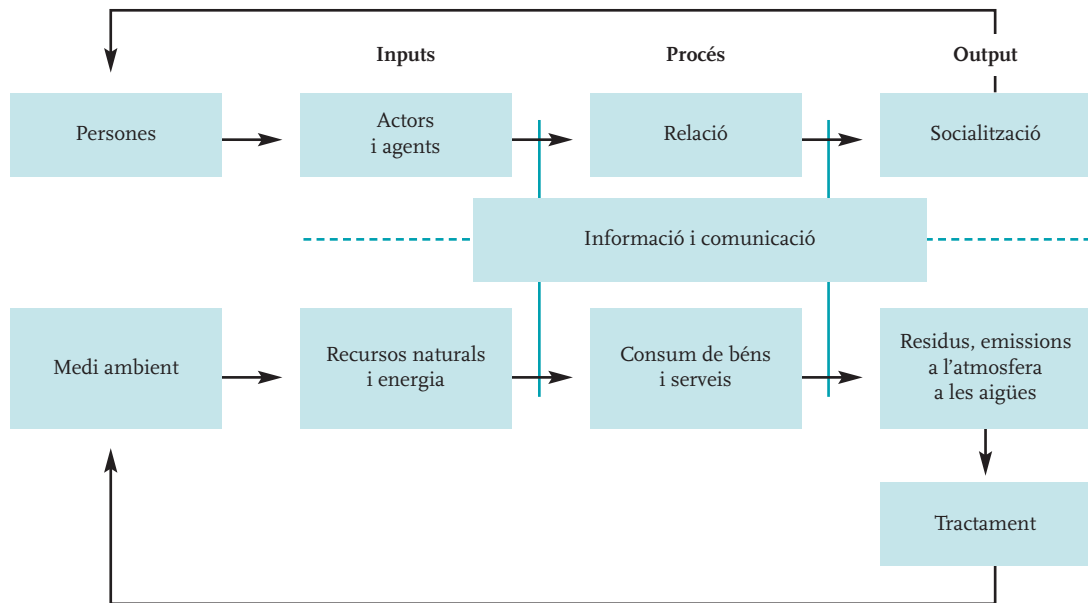 Inputs
Procés
Output
Persones
Actors
i agents
Relació
Socialització
Informació i comunicació
Medi ambient
Recursos naturals
i energia
Consum de béns
i serveis
Residus, emissions
a l’atmosfera
a les aigües
Tractament